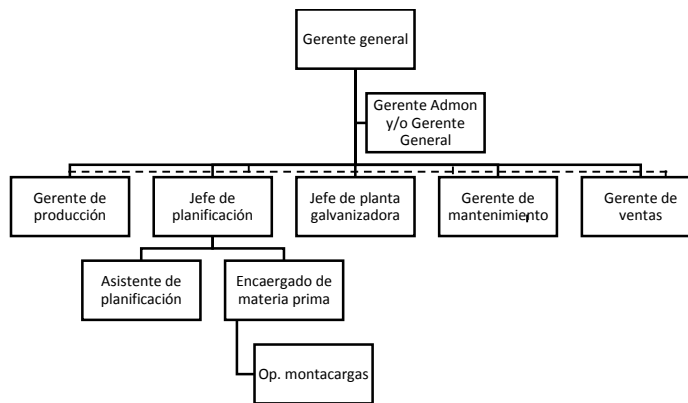 Gerente general
Gerente Admon
y/o Gerente
General
Gerente de
producción
Jefe de
planificación
Jefe de planta
galvanizadora
Gerente de
mantenimiento
Gerente de
ventas
Asistente de
planificación
Encaergado de
materia prima
Op. montacargas